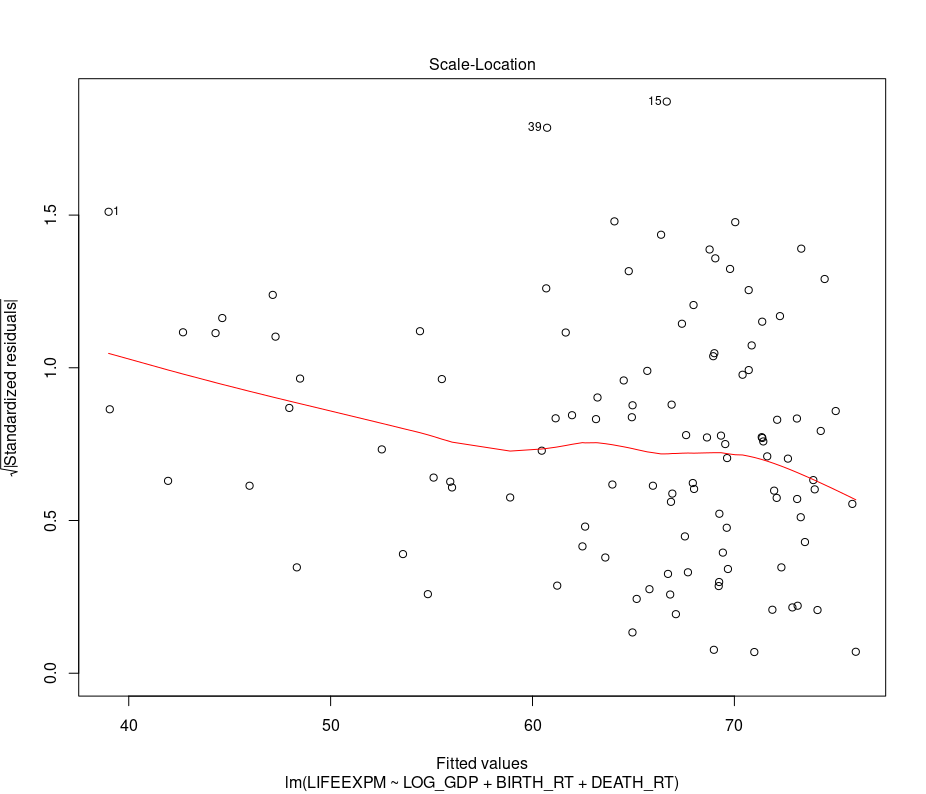 Scale-Location
√|Standardized residuals|
1.5
1.0
0.5
0.0
15
39
1
40 50 60 70
Fitted values
lm(LIFEEXPM ~ LOG_GDP + BIRTH_RT + DEATH_RT)